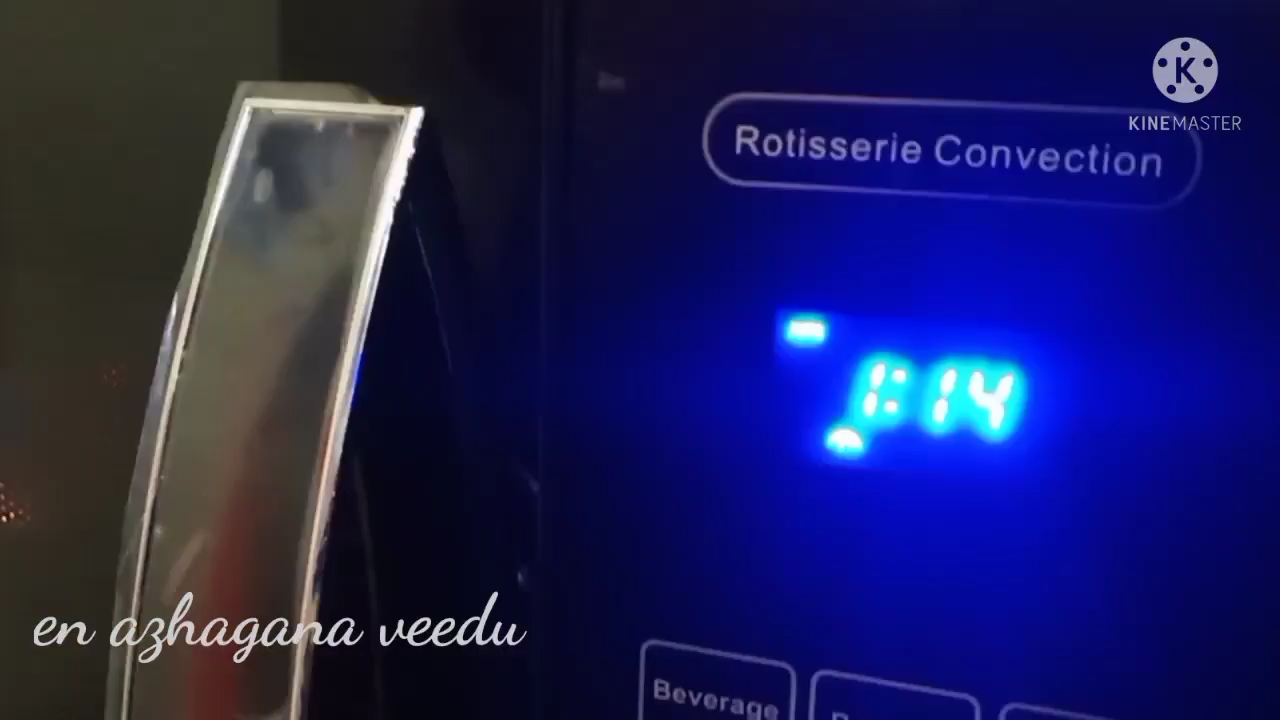 K
KINEMASTER
Rotisserie Convection
1:14
en azhagana veedu
Beverage